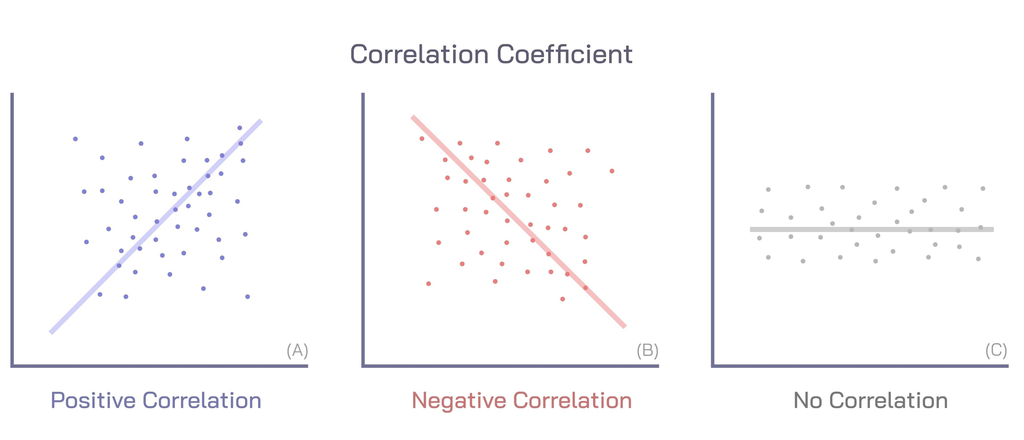 Correlation Coefficient
(A)
(B)
(C)
Positive Correlation
Negative Correlation
No Correlation